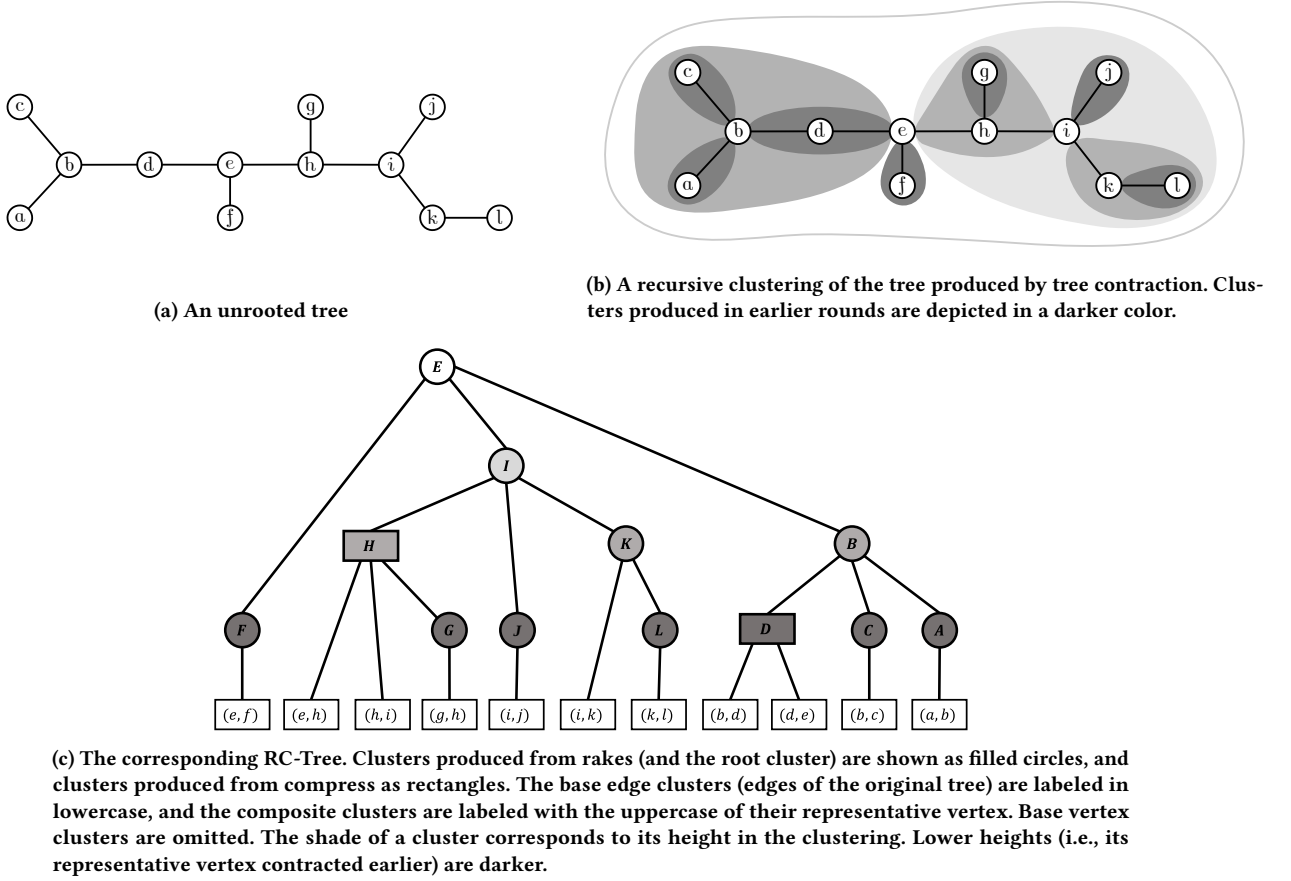 c
g
j
b
d
e
h
i
a
f
k
l
(a) An unrooted tree
c
g
j
b
d
e
h
i
a
f
k
l
(b) A recursive clustering of the tree produced by tree contraction. Clus-
ters produced in earlier rounds are depicted in a darker color.
E
I
H
K
B
F
G
J
L
D
C
A
(e, f)
(e, h)
(h, i)
(g, h)
(i, j)
(i, k)
(k, l)
(b, d)
(d, e)
(b, c)
(a, b)
(c) The corresponding RC-Tree. Clusters produced from rakes (and the root cluster) are shown as filled circles, and
clusters produced from compress as rectangles. The base edge clusters (edges of the original tree) are labeled in
lowercase, and the composite clusters are labeled with the uppercase of their representative vertex. Base vertex
clusters are omitted. The shade of a cluster corresponds to its height in the clustering. Lower heights (i.e., its
representative vertex contracted earlier) are darker.